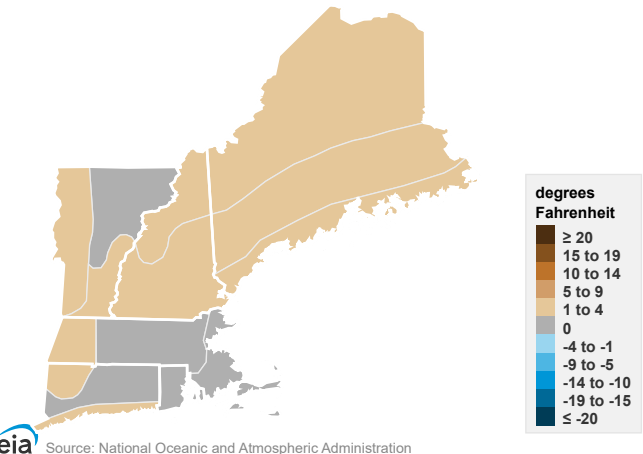 degrees
Fahrenheit
≥ 20
15 to 19
10 to 14
5 to 9
1 to 4
0
-4 to -1
-9 to -5
-14 to -10
-19 to -15
≤ -20
eia Source: National Oceanic and Atmospheric Administration